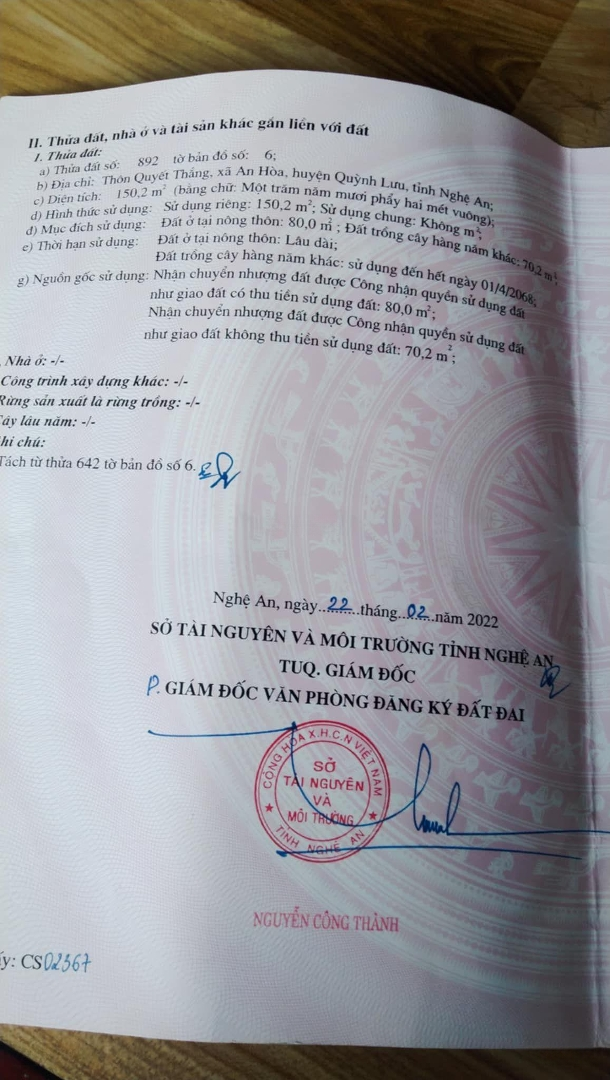 II. Thửa đất, nhà ở và tài sản khác gắn liền với đất
1. Thửa đất:
a) Thửa đất số: 892 tờ bản đồ số: 6;
b) Địa chỉ: Thôn Quyết Thắng, xã An Hòa, huyện Quỳnh Lưu, tỉnh Nghệ An;
c) Diện tích: 150,2 m² (bằng chữ: Một trăm năm mươi phẩy hai mét vuông);
d) Hình thức sử dụng: Sử dụng riêng: 150,2 m²; Sử dụng chung: Không m²;
đ) Mục đích sử dụng: Đất ở tại nông thôn: 80,0 m²; Đất trồng cây hàng năm khác: 70,2 m²;
e) Thời hạn sử dụng: Đất ở tại nông thôn: Lâu dài;
Đất trồng cây hàng năm khác: sử dụng đến hết ngày 01/4/2068;
g) Nguồn gốc sử dụng: Nhận chuyển nhượng đất được Công nhận quyền sử dụng đất
như giao đất có thu tiền sử dụng đất: 80,0 m²;
Nhận chuyển nhượng đất được Công nhận quyền sử dụng đất
như giao đất không thu tiền sử dụng đất: 70,2 m²;
Nhà ở: -/-
Công trình xây dựng khác: -/-
Rừng sản xuất là rừng trồng: -/-
Cây lâu năm: -/-
hi chú:
Tách từ thửa 642 tờ bản đồ số 6.
Nghệ An, ngày..22..tháng..02..năm 2022
SỞ TÀI NGUYÊN VÀ MÔI TRƯỜNG TỈNH NGHỆ AN
TUQ. GIÁM ĐỐC
P. GIÁM ĐỐC VĂN PHÒNG ĐĂNG KÝ ĐẤT ĐAI
CỘNG HÒA X.H.C.N VIỆT NAM
SỞ
TÀI NGUYÊN
VÀ
MÔI TRƯỜNG
TỈNH NGHỆ AN
NGUYỄN CÔNG THÀNH
ấy: CS02367